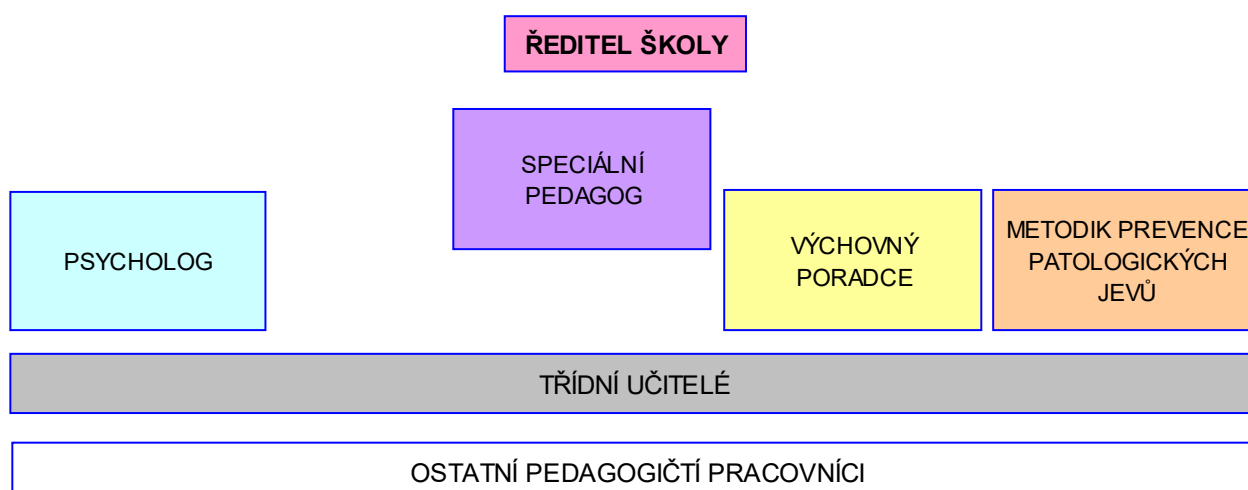 ŘEDITEL ŠKOLY
SPECIÁLNÍ
PEDAGOG
PSYCHOLOG
VÝCHOVNÝ
PORADCE
METODIK PREVENCE
PATOLOGICKÝCH
JEVŮ
TŘÍDNÍ UČITELÉ
OSTATNÍ PEDAGOGIČTÍ PRACOVNÍCI